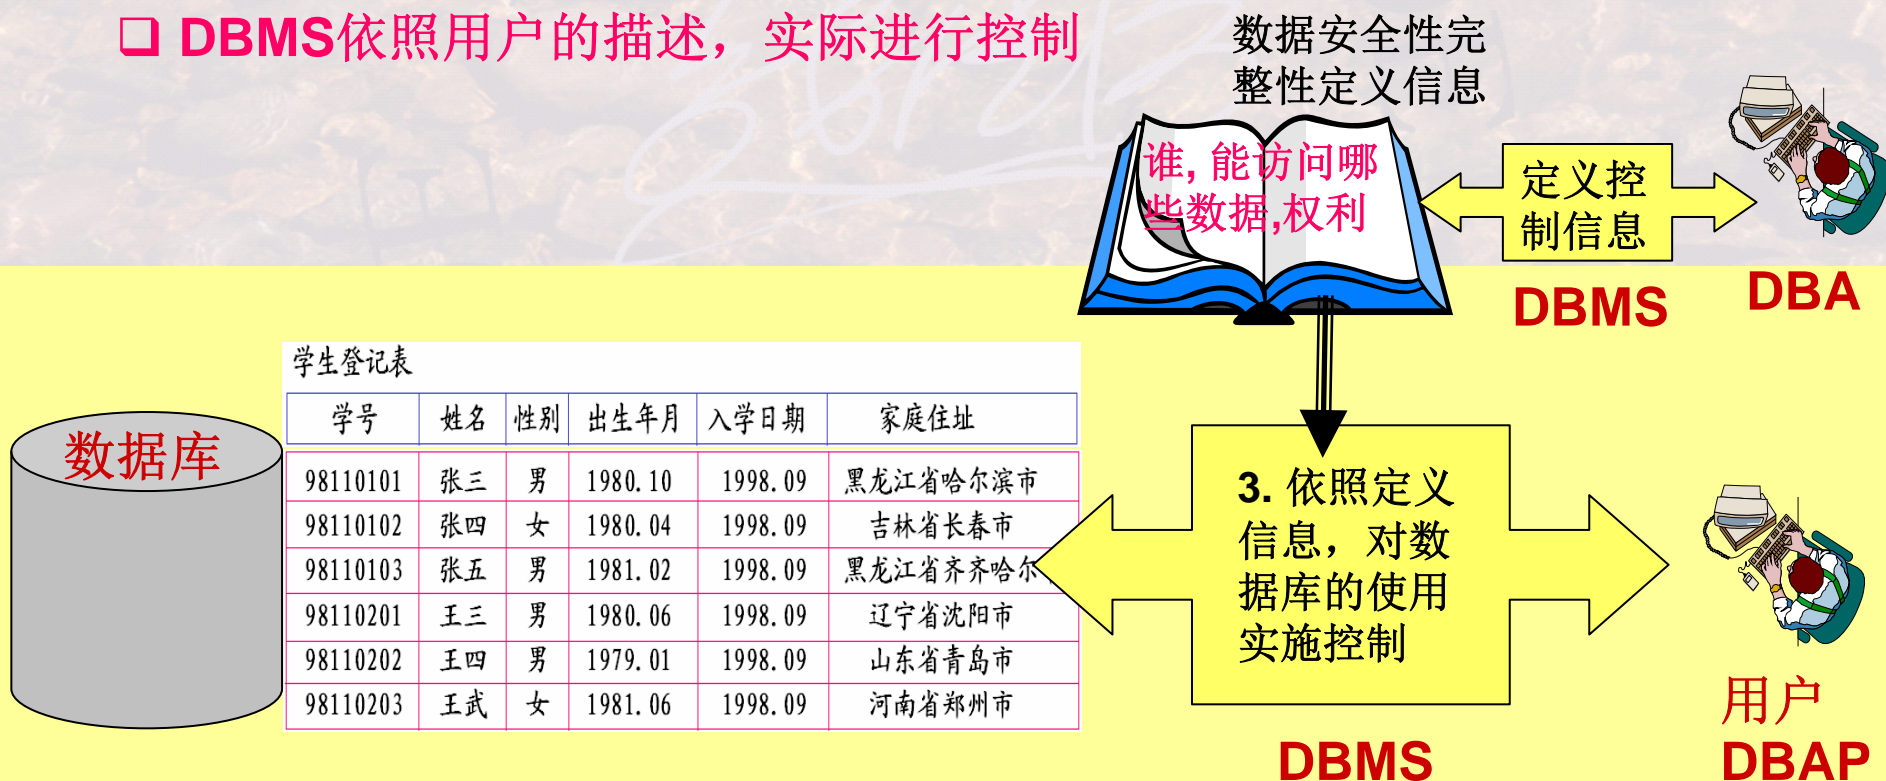 ❑ DBMS依照用户的描述，实际进行控制
数据安全性完
整性定义信息
谁, 能访问哪
些数据,权利
定义控
制信息
DBMS
DBA
数据库
学生登记表
学号 姓名 性别 出生年月 入学日期 家庭住址
98110101 张三 男 1980.10 1998.09 黑龙江省哈尔滨市
98110102 张四 女 1980.04 1998.09 吉林省长春市
98110103 张五 男 1981.02 1998.09 黑龙江省齐齐哈尔
98110201 王三 男 1980.06 1998.09 辽宁省沈阳市
98110202 王四 男 1979.01 1998.09 山东省青岛市
98110203 王武 女 1981.06 1998.09 河南省郑州市
3. 依照定义
信息，对数
据库的使用
实施控制
DBMS
用户
DBAP